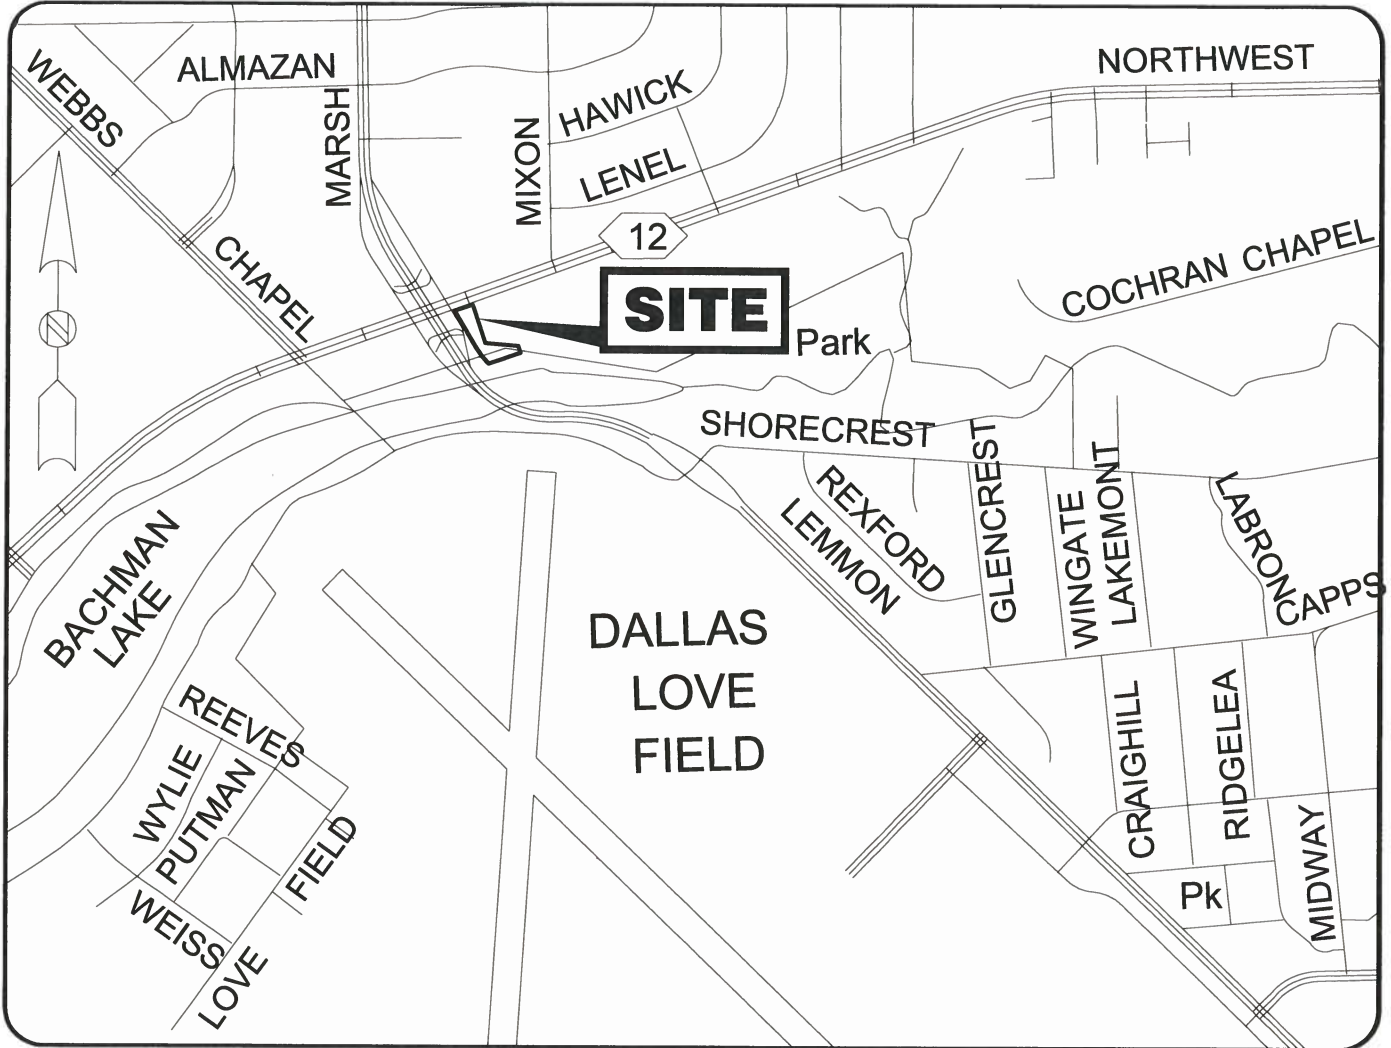 NORTHWEST
ALMAZAN
WEBBS
CHAPEL
MARSH
MIXON
HAWICK
LENEL
12
COCHRAN CHAPEL
SITE
Park
SHORECREST
GLENCREST
REXFORD
LEMMON
WINGATE
LAKEMONT
LABRON
CAPPS
BACHMAN
LAKE
DALLAS
LOVE
FIELD
REEVES
WYLIE
PUTMAN
WEISS
LOVE FIELD
CRAIGHILL
RIDGELEA
MIDWAY
Pk
N